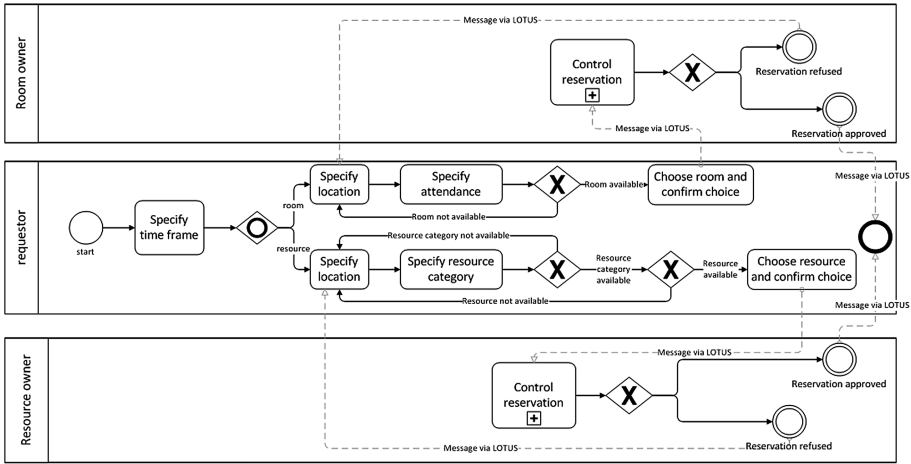 Room owner
Message via LOTUS
Control
reservation
Reservation refused
Message via LOTUS
Reservation approved
Message via LOTUS
requestor
start
Specify
time frame
room
resource
Specify
location
Specify
attendance
Room available
Choose room and
confirm choice
Room not available
Resource category not available
Specify
location
Specify resource
category
Resource
category
available
Resource
available
Choose resource
and confirm choice
Resource not available
Message via LOTUS
Resource owner
Message via LOTUS
Control
reservation
Reservation approved
Reservation refused
Message via LOTUS